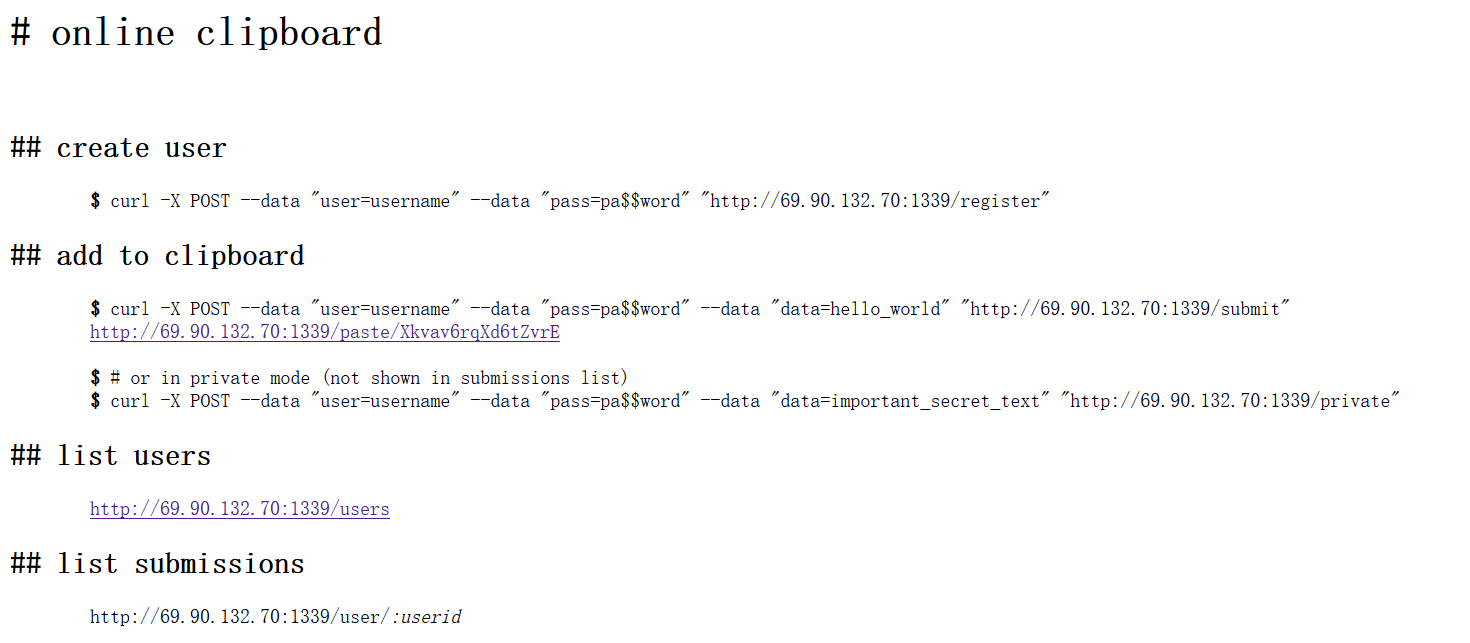 # online clipboard
## create user
$ curl -X POST --data "user=username" --data "pass=pa$$word" "http://69.90.132.70:1339/register"
## add to clipboard
$ curl -X POST --data "user=username" --data "pass=pa$$word" --data "data=hello_world" "http://69.90.132.70:1339/submit"
http://69.90.132.70:1339/paste/Xkvav6rqXd6tZvrE
$ # or in private mode (not shown in submissions list)
$ curl -X POST --data "user=username" --data "pass=pa$$word" --data "data=important_secret_text" "http://69.90.132.70:1339/private"
## list users
http://69.90.132.70:1339/users
## list submissions
http://69.90.132.70:1339/user/:userid